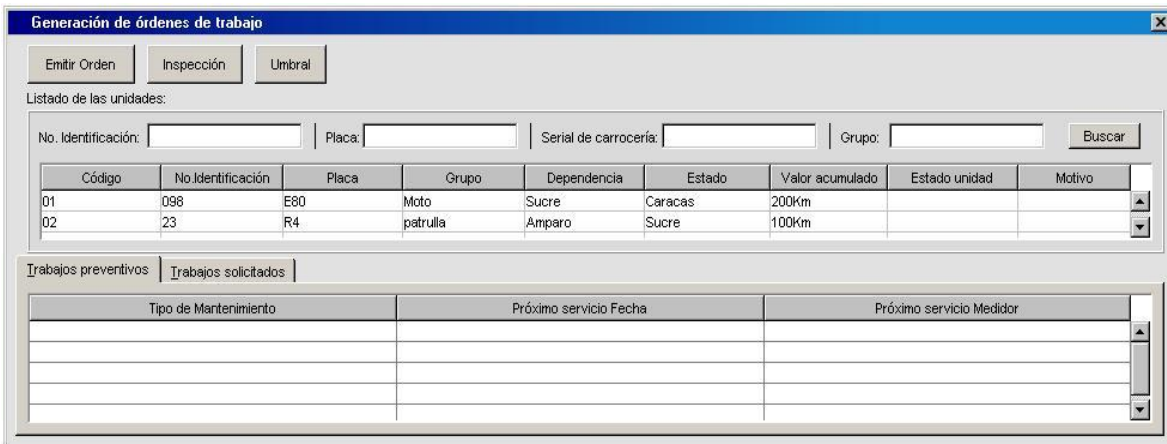 Generación de órdenes de trabajo
Emitir Orden Inspección Umbral
Listado de las unidades:
No. Identificación: Placa: Serial de carrocería: Grupo: Buscar
Código No.Identificación Placa Grupo Dependencia Estado Valor acumulado Estado unidad Motivo
01 098 E80 Moto Sucre Caracas 200Km
02 23 R4 patrulla Amparo Sucre 100Km
Trabajos preventivos Trabajos solicitados
Tipo de Mantenimiento Próximo servicio Fecha Próximo servicio Medidor